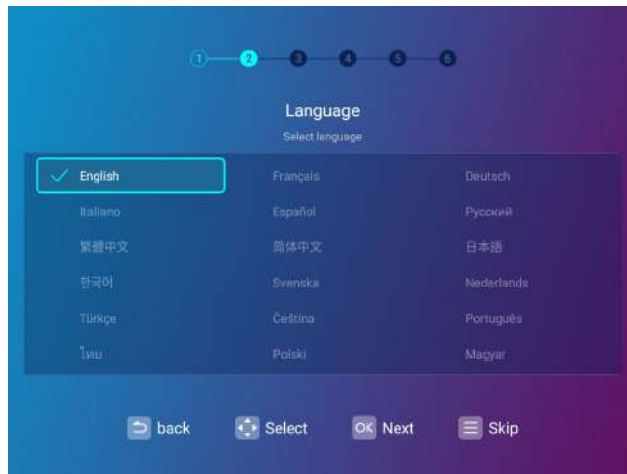 1 2 3 4 5 6
Language
Select language
English Français Deutsch
Italiano Español Русский
繁體中文 简体中文 日本語
한국어 Svenska Nederlands
Türkçe Čeština Português
ไทย Polski Magyar
back Select OK Next Skip